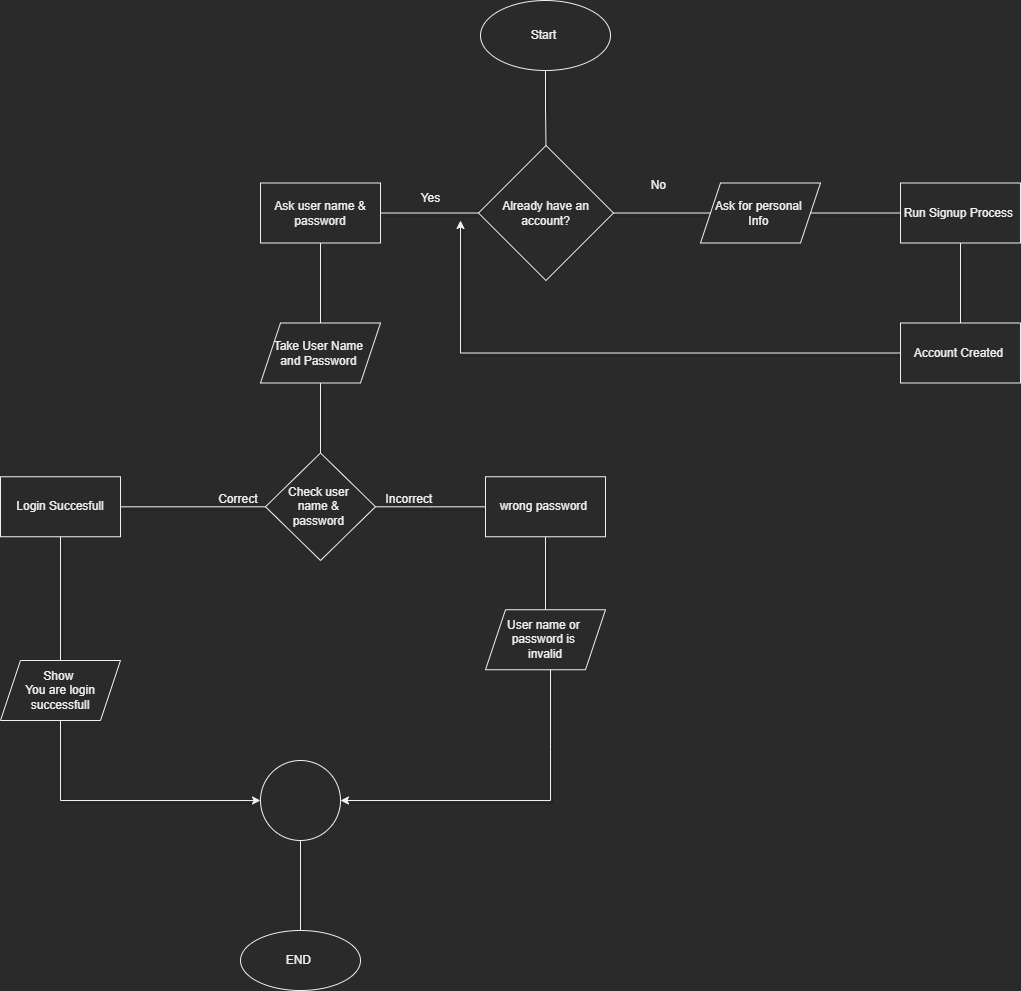 Start
Yes
No
Ask user name &
password
Already have an
account?
Ask for personal
Info
Run Signup Process
Take User Name
and Password
Account Created
Login Succesfull
Correct
Check user
name &
password
Incorrect
wrong password
User name or
password is
invalid
Show
You are login
successfull
END